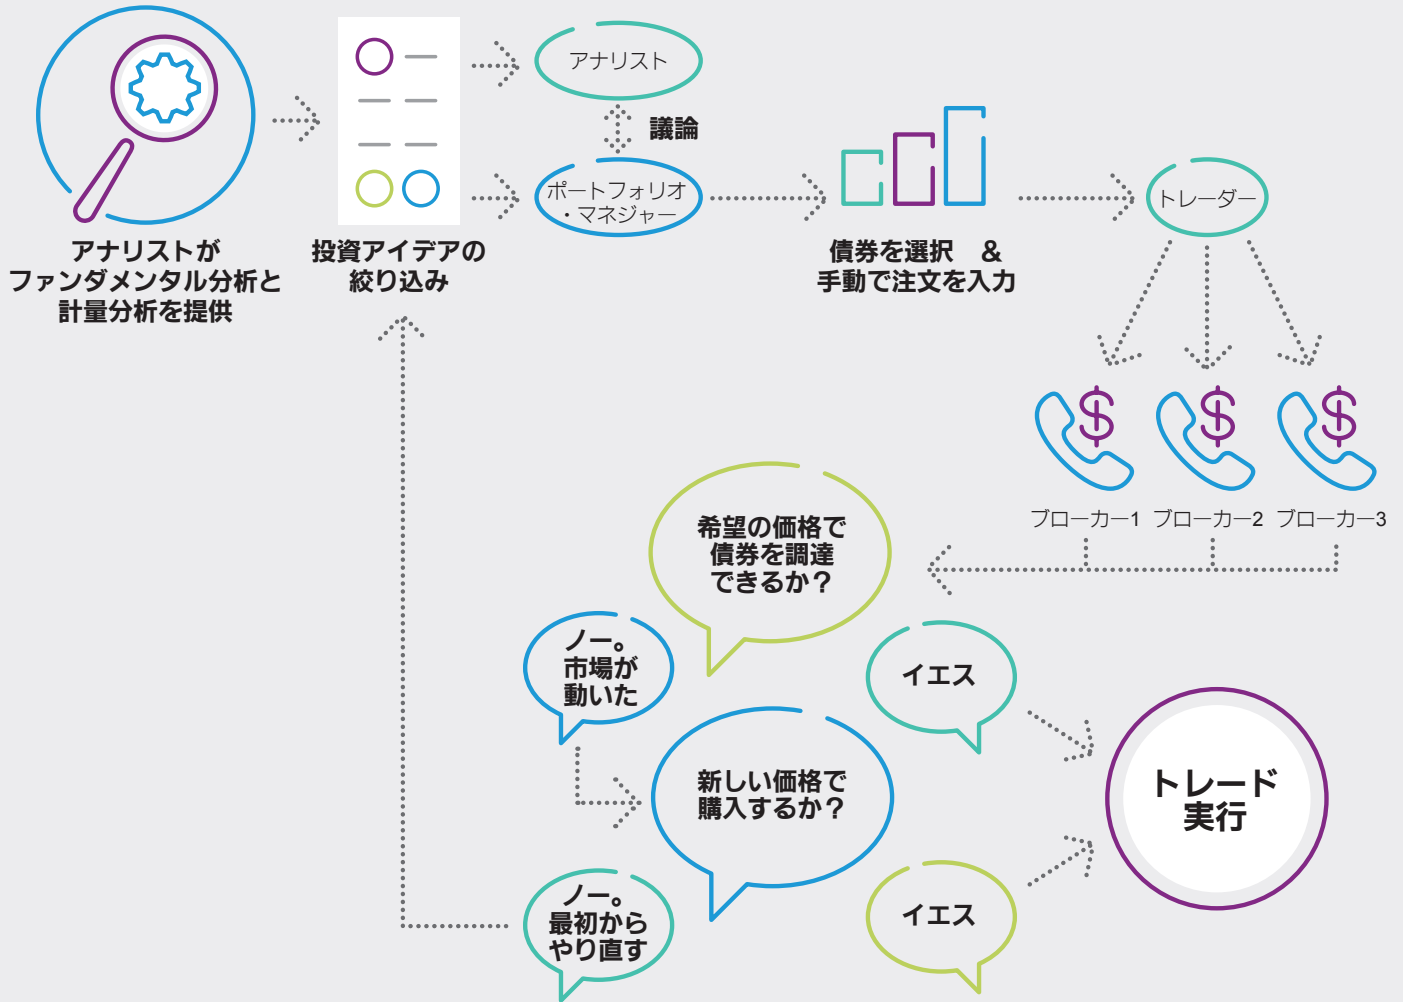 アナリストが
ファンダメンタル分析と
計量分析を提供
投資アイデアの
絞り込み
アナリスト
議論
ポートフォリオ
・マネジャー
債券を選択　＆
手動で注文を入力
トレーダー
ブローカー1
ブローカー2
ブローカー3
希望の価格で
債券を調達
できるか？
ノー。
市場が
動いた
イエス
新しい価格で
購入するか？
トレード
実行
ノー。
最初から
やり直す
イエス